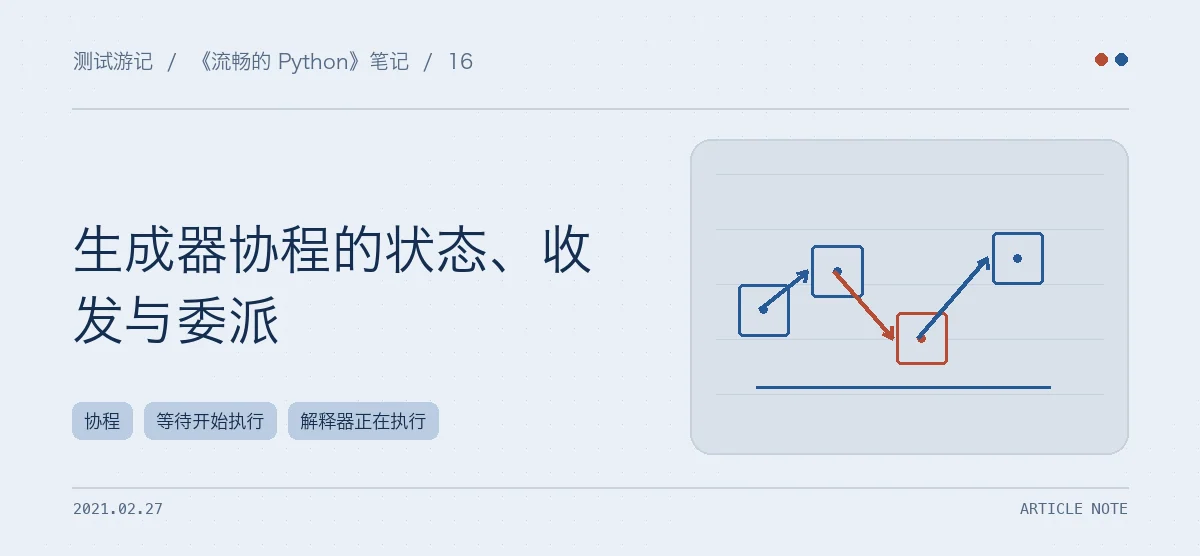 测试游记 / 《流畅的 Python》笔记 / 16
生成器协程的状态、收
发与委派
协程 等待开始执行 解释器正在执行
2021.02.27
ARTICLE NOTE